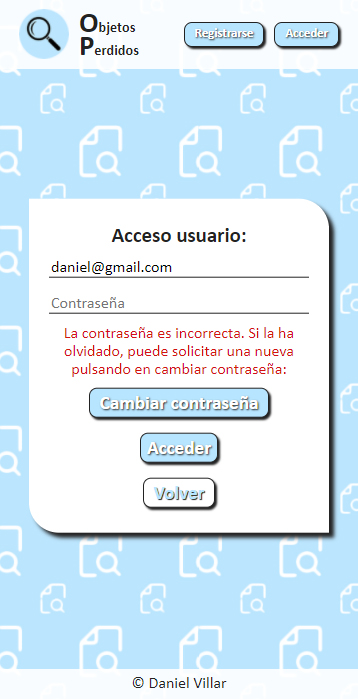 Objetos
Perdidos
Registrarse
Acceder
Acceso usuario:
daniel@gmail.com
Contraseña
La contraseña es incorrecta. Si la ha
olvidado, puede solicitar una nueva
pulsando en cambiar contraseña:
Cambiar contraseña
Acceder
Volver
© Daniel Villar